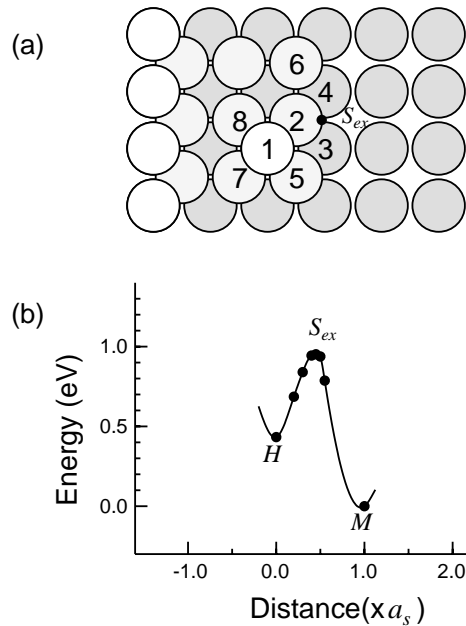 (a)
6
4
8 2 S_ex
1 3
7 5
(b)
S_ex
1.0
Energy (eV)
0.5
H
0.0
M
-1.0 0.0 1.0 2.0
Distance(x a_s)